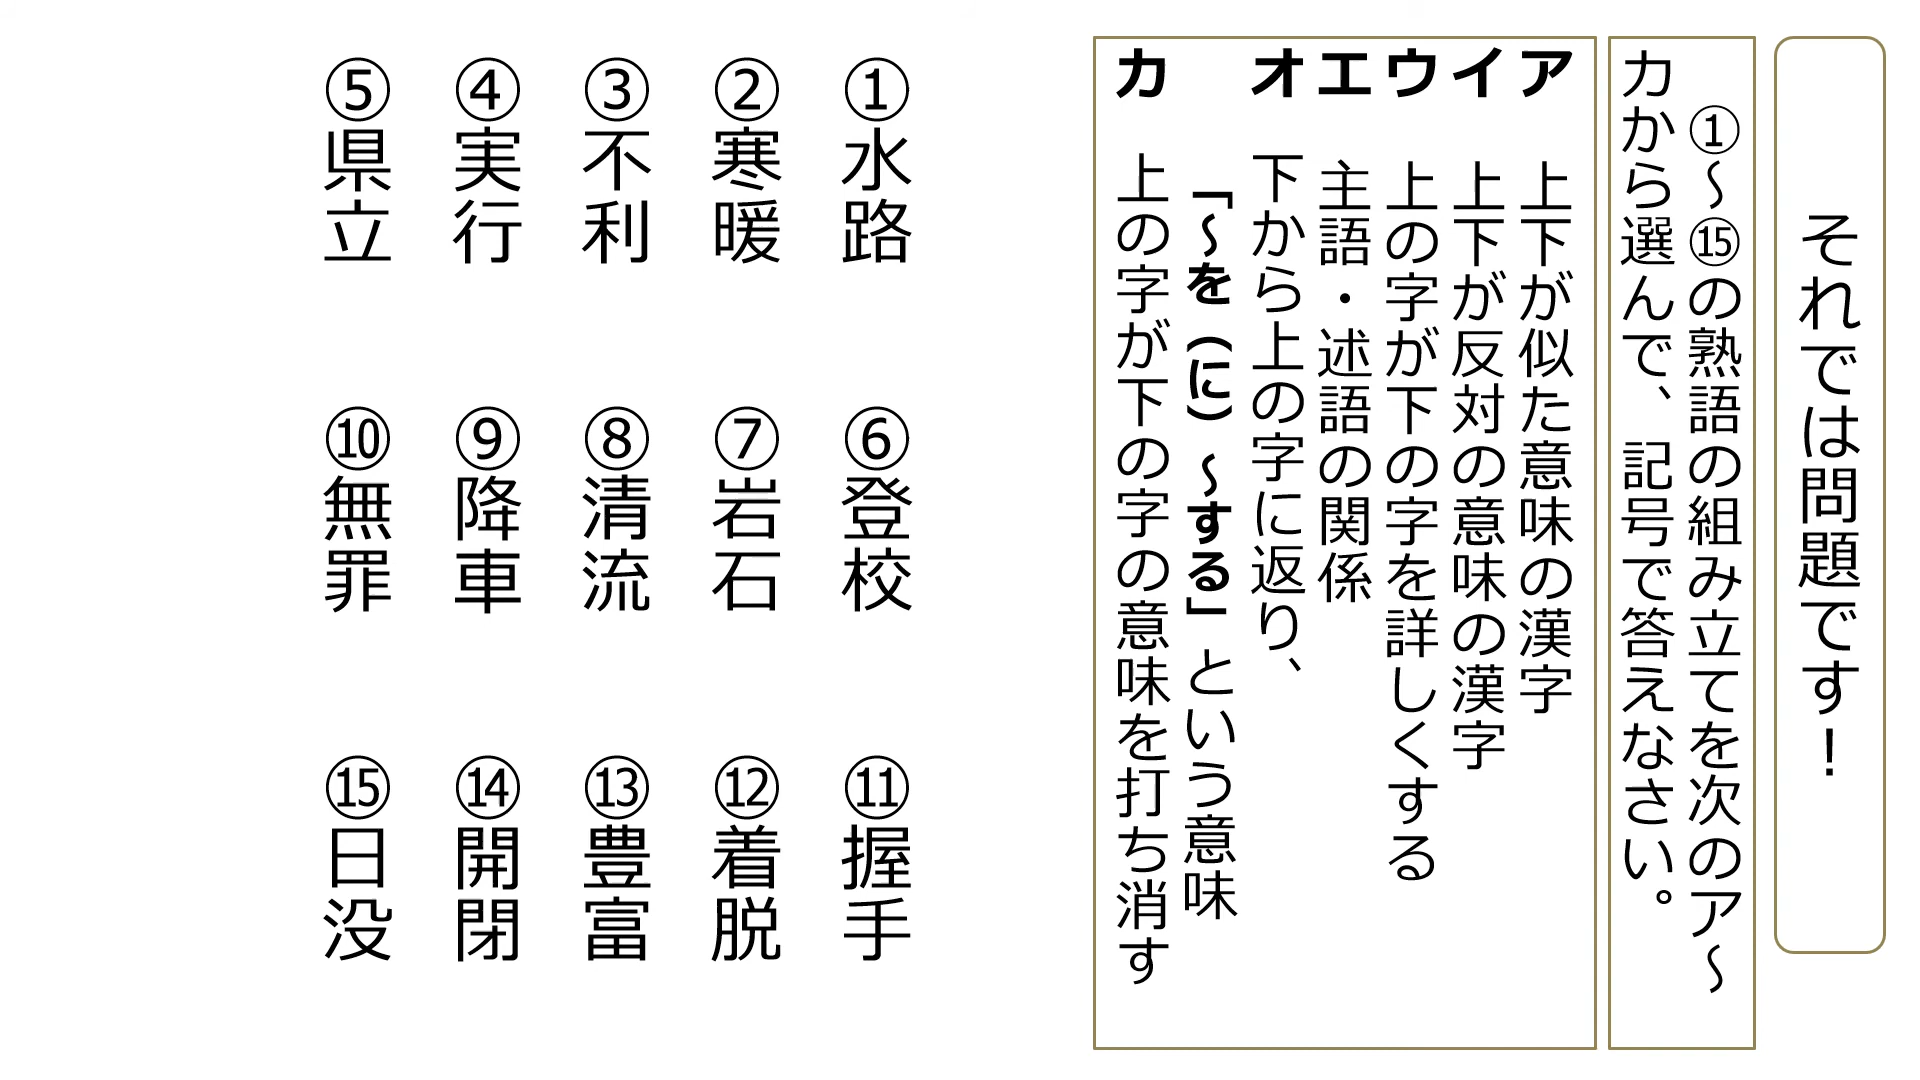 それでは問題です！
①～⑮の熟語の組み立てを次のア～
カから選んで、記号で答えなさい。
ア　上下が似た意味の漢字
イ　上下が反対の意味の漢字
ウ　上の字が下の字を詳しくする
エ　主語・述語の関係
オ　下から上の字に返り、
「～を（に）～する」という意味
カ　上の字が下の字の意味を打ち消す
①水路
②寒暖
③不利
④実行
⑤県立
⑥登校
⑦岩石
⑧清流
⑨降車
⑩無罪
⑪握手
⑫着脱
⑬豊富
⑭開閉
⑮日没